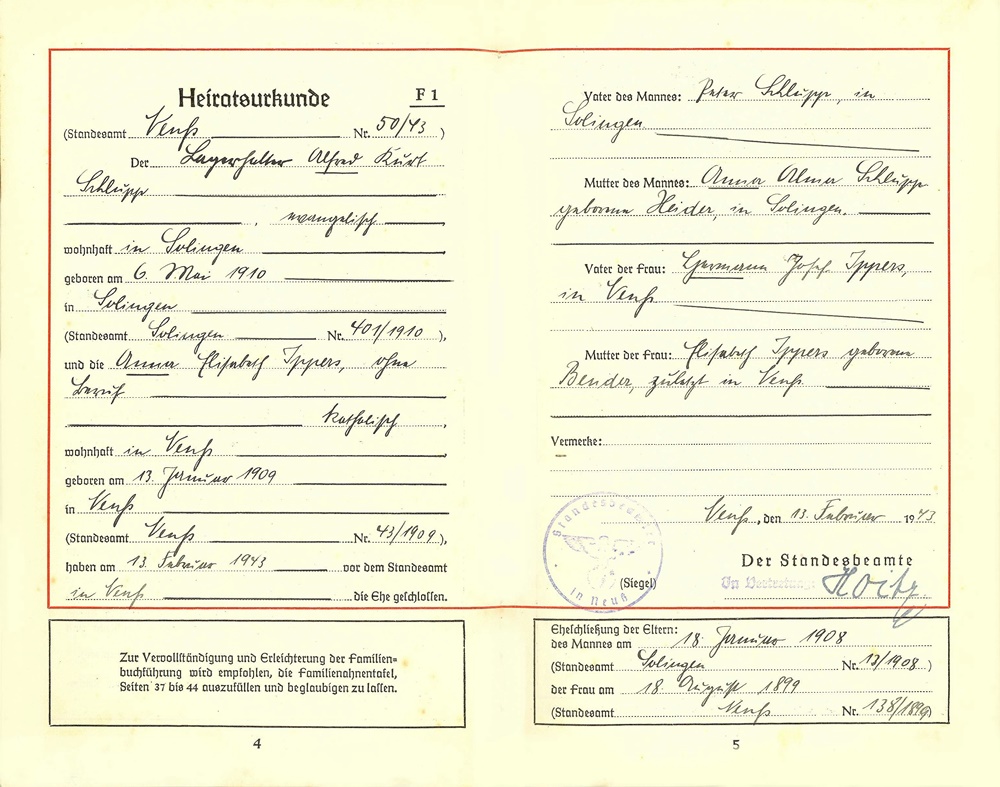 Heiratsurkunde F 1
(Standesamt Neuß Nr. 50/43 )
Der Lagerhalter Alfred Kurt
Schlupp
, evangelisch
wohnhaft in Solingen
geboren am 6. Mai 1910
in Solingen
(Standesamt Solingen Nr. 401/1910 ),
und die Anna Elisabeth Ippers, ohne
Beruf
katholisch ,
wohnhaft in Neuß
geboren am 13. Januar 1909
in Neuß
(Standesamt Neuß Nr. 43/1909 ),
haben am 13. Februar 1943 vor dem Standesamt
in Neuß die Ehe geschlossen.
Zur Vervollständigung und Erleichterung der Familien=
buchführung wird empfohlen, die Familienahnentafel,
Seiten 37 bis 44 auszufüllen und beglaubigen zu lassen.
4
Vater des Mannes: Peter Schlupp, in
Solingen
Mutter des Mannes: Anna Alma Schlupp
geborene Heider, in Solingen.
Vater der Frau: Hermann Josef Ippers,
in Neuß
Mutter der Frau: Elisabeth Ippers geborene
Bender, zuletzt in Neuß
Vermerke:
Neuß, den 13. Februar 1943
Der Standesbeamte
(Siegel)
In Vertretung:
Standesbeamte
in Neuß
Eheschließung der Eltern:
des Mannes am 18. Januar 1908
(Standesamt Solingen Nr. 13/1908 )
der Frau am 18. August 1899
(Standesamt Neuß Nr. 138/1899)
5